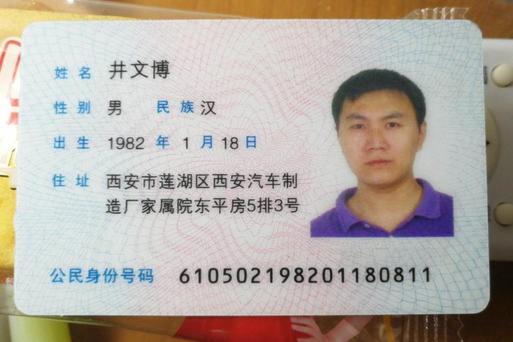 姓名 井文博
性别 男 民族 汉
出生 1982 年 1 月 18 日
住址 西安市莲湖区西安汽车制
造厂家属院东平房5排3号
公民身份号码 610502198201180811